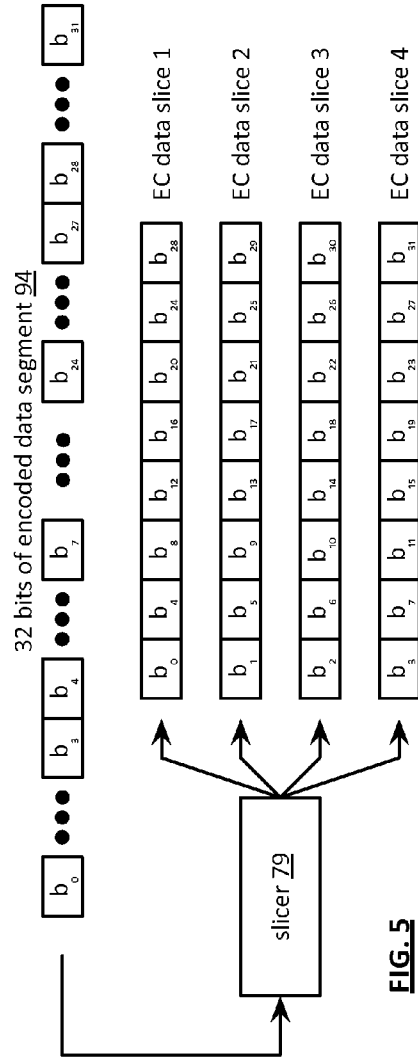 32 bits of encoded data segment 94
b0 ●●● b3 b4 ●●● b7 ●●● b24 ●●● b27 b28 ●●● b31
b0 b4 b8 b12 b16 b20 b24 b28 EC data slice 1
b1 b5 b9 b13 b17 b21 b25 b29 EC data slice 2
slicer 79
b2 b6 b10 b14 b18 b22 b26 b30 EC data slice 3
b3 b7 b11 b15 b19 b23 b27 b31 EC data slice 4
FIG. 5